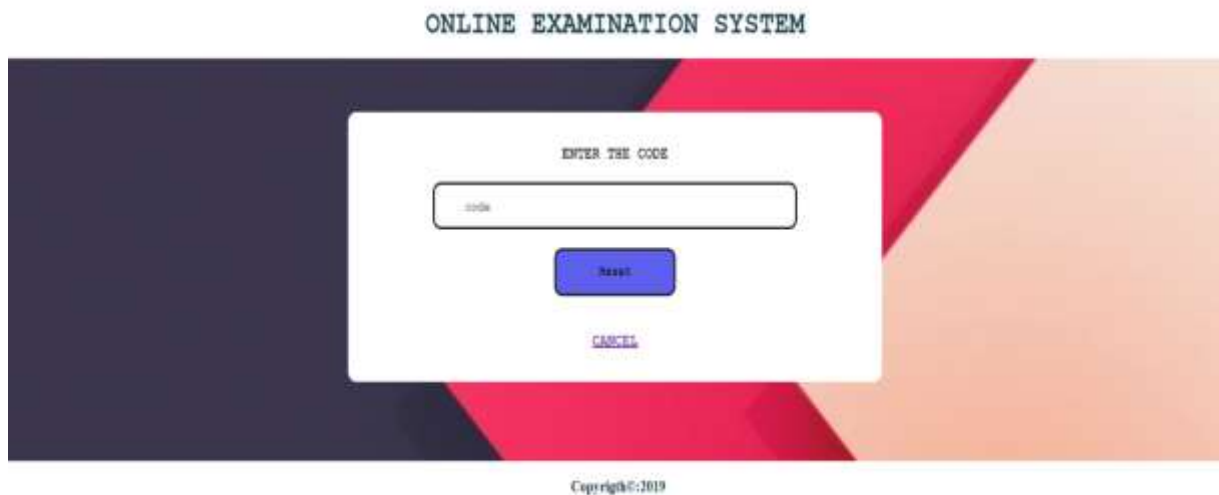 ONLINE EXAMINATION SYSTEM
ENTER THE CODE
code
Reset
CANCEL
Copyrigth©:2019